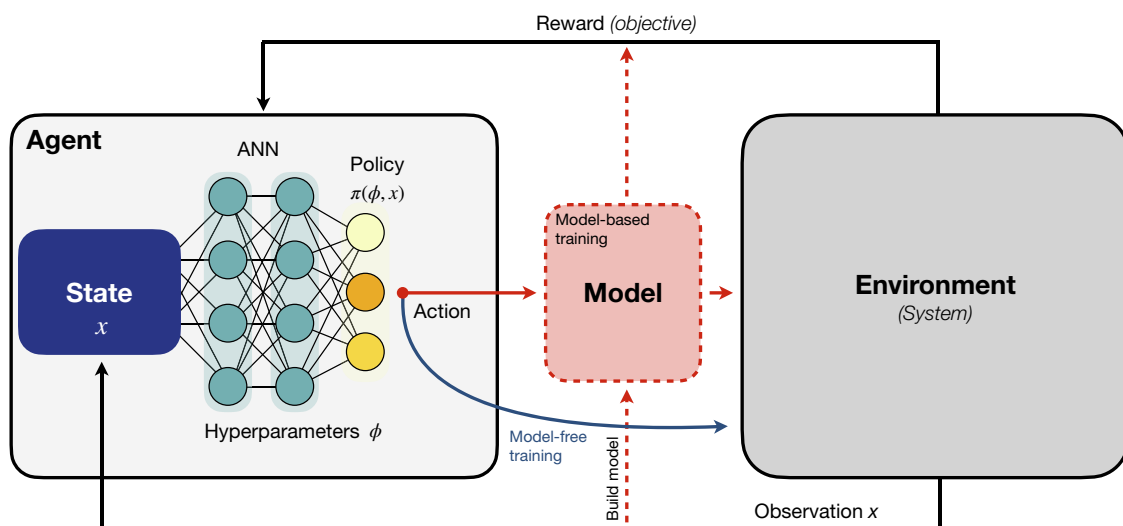 Reward (objective)
Agent
ANN
Policy
π(ϕ, x)
State
x
Hyperparameters ϕ
Action
Model-based
training
Model
Model-free
training
Build model
Environment
(System)
Observation x